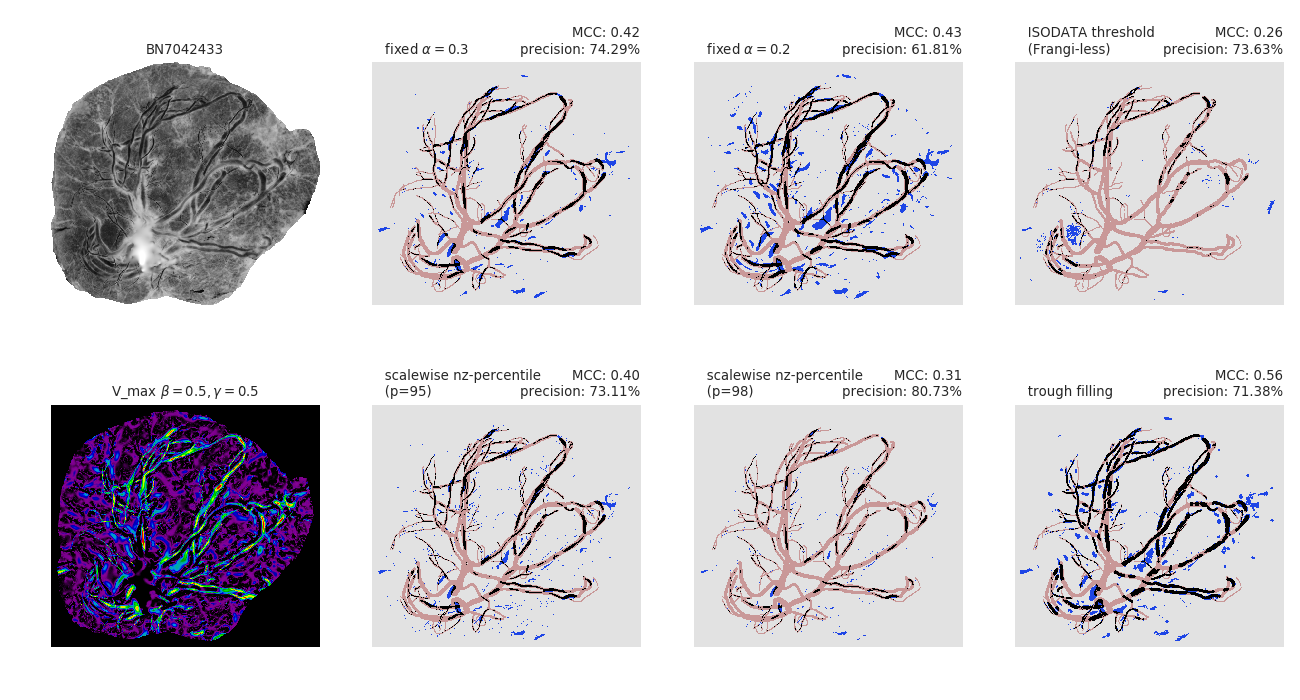 BN7042433
MCC: 0.42
fixed α = 0.3 precision: 74.29%
MCC: 0.43
fixed α = 0.2 precision: 61.81%
ISODATA threshold MCC: 0.26
(Frangi-less) precision: 73.63%
V_max β = 0.5, γ = 0.5
scalewise nz-percentile MCC: 0.40
(p=95) precision: 73.11%
scalewise nz-percentile MCC: 0.31
(p=98) precision: 80.73%
MCC: 0.56
trough filling precision: 71.38%